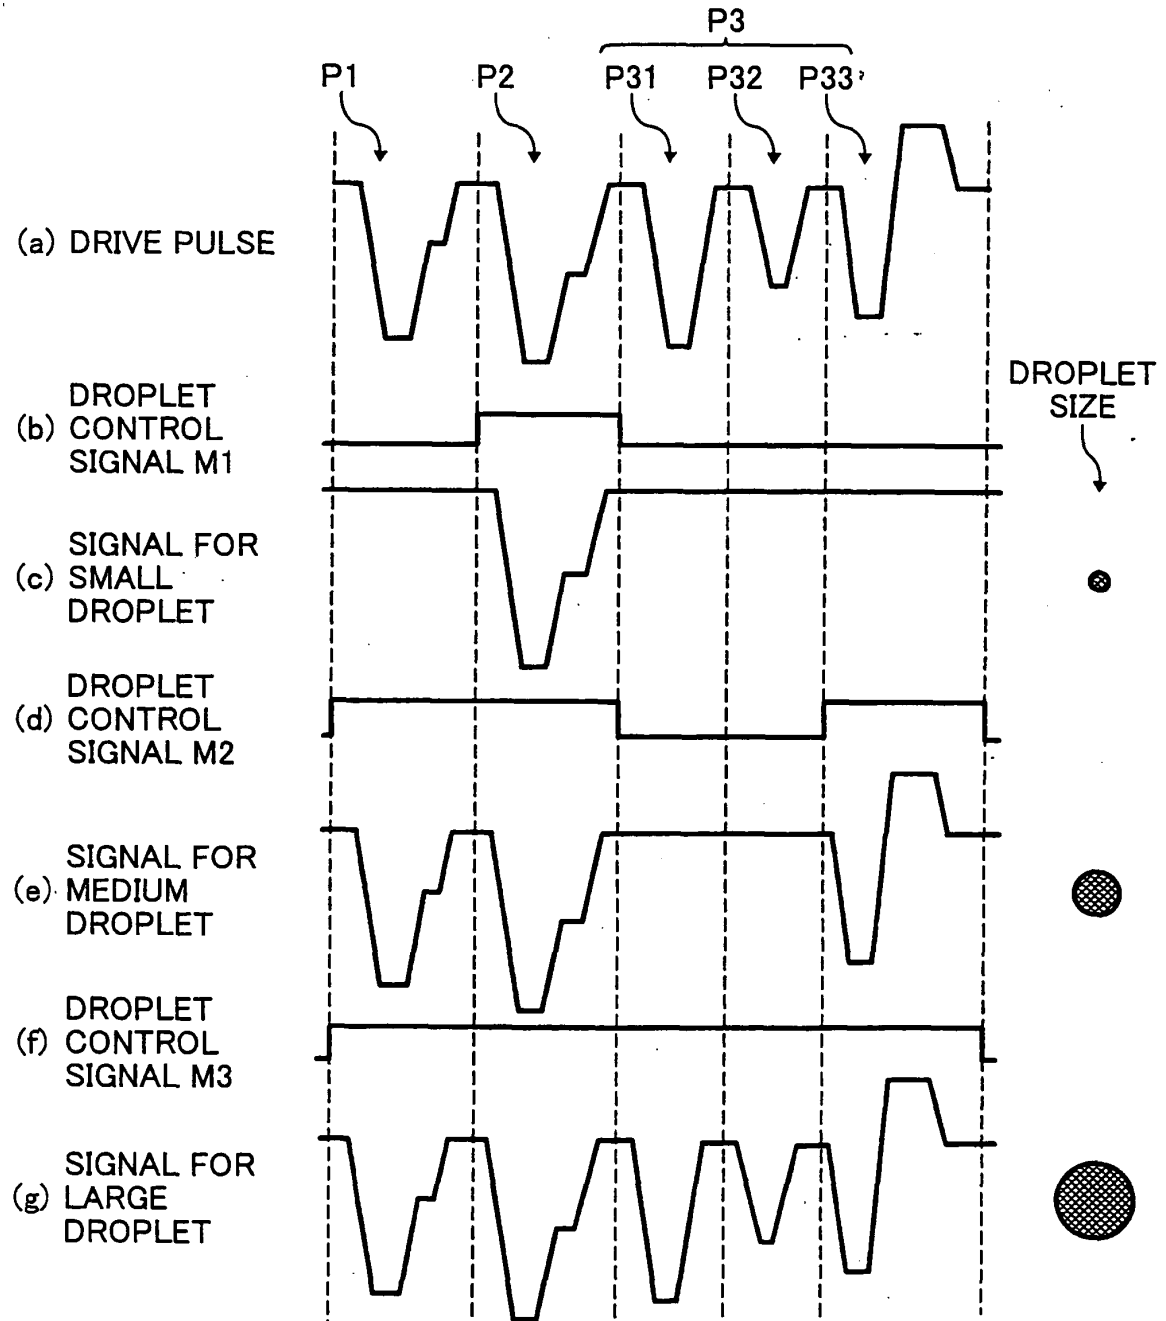 P3
P1 P2 P31 P32 P33
(a) DRIVE PULSE
DROPLET
SIZE
DROPLET
(b) CONTROL
SIGNAL M1
SIGNAL FOR
(c) SMALL
DROPLET
DROPLET
(d) CONTROL
SIGNAL M2
SIGNAL FOR
(e) MEDIUM
DROPLET
DROPLET
(f) CONTROL
SIGNAL M3
SIGNAL FOR
(g) LARGE
DROPLET